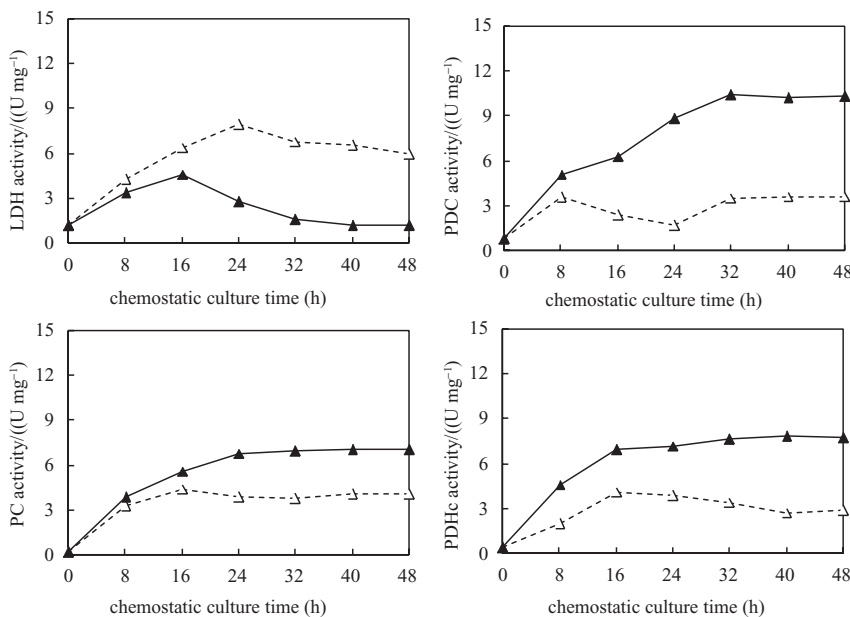 15
12
9
6
3
0
LDH activity/((U mg⁻¹)
0 8 16 24 32 40 48
chemostatic culture time (h)
15
12
9
6
3
0
PDC activity/((U mg⁻¹)
0 8 16 24 32 40 48
chemostatic culture time (h)
15
12
9
6
3
0
PC activity/((U mg⁻¹)
0 8 16 24 32 40 48
chemostatic culture time (h)
15
12
9
6
3
0
PDHc activity/((U mg⁻¹)
0 8 16 24 32 40 48
chemostatic culture time (h)